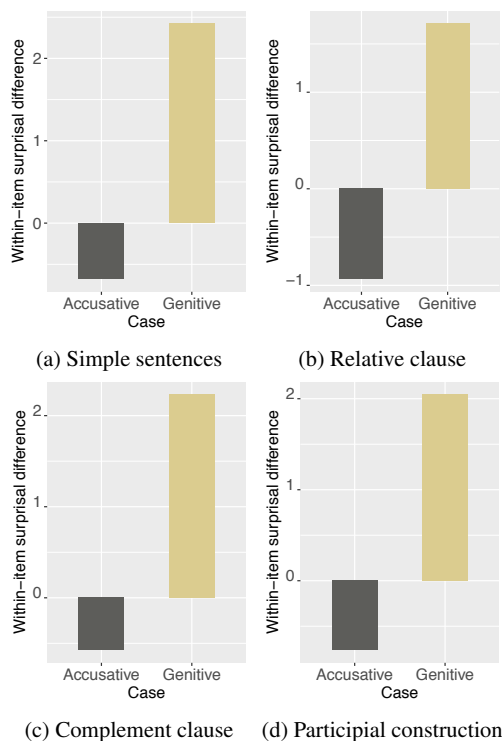 Within−item surprisal difference
2
1
0
Accusative Genitive
Case
(a) Simple sentences
Within−item surprisal difference
1
0
−1
Accusative Genitive
Case
(b) Relative clause
Within−item surprisal difference
2
1
0
Accusative Genitive
Case
(c) Complement clause
Within−item surprisal difference
2
1
0
Accusative Genitive
Case
(d) Participial construction